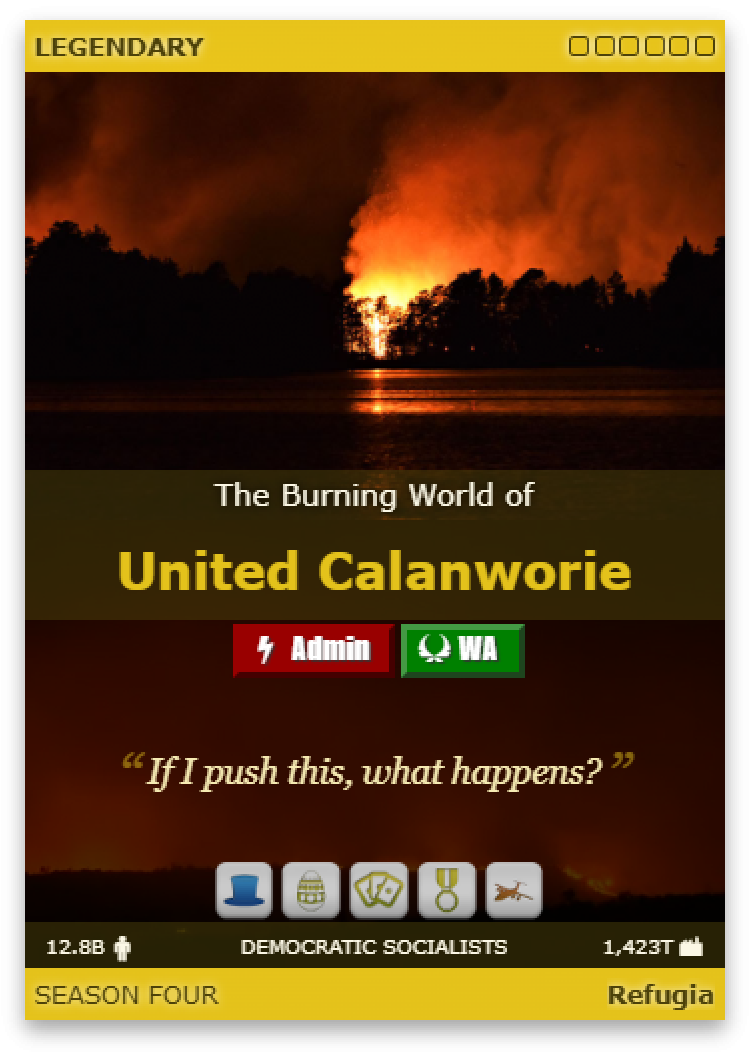 LEGENDARY
The Burning World of
United Calanworie
Admin WA
“If I push this, what happens?”
12.8B DEMOCRATIC SOCIALISTS 1,423T
SEASON FOUR Refugia